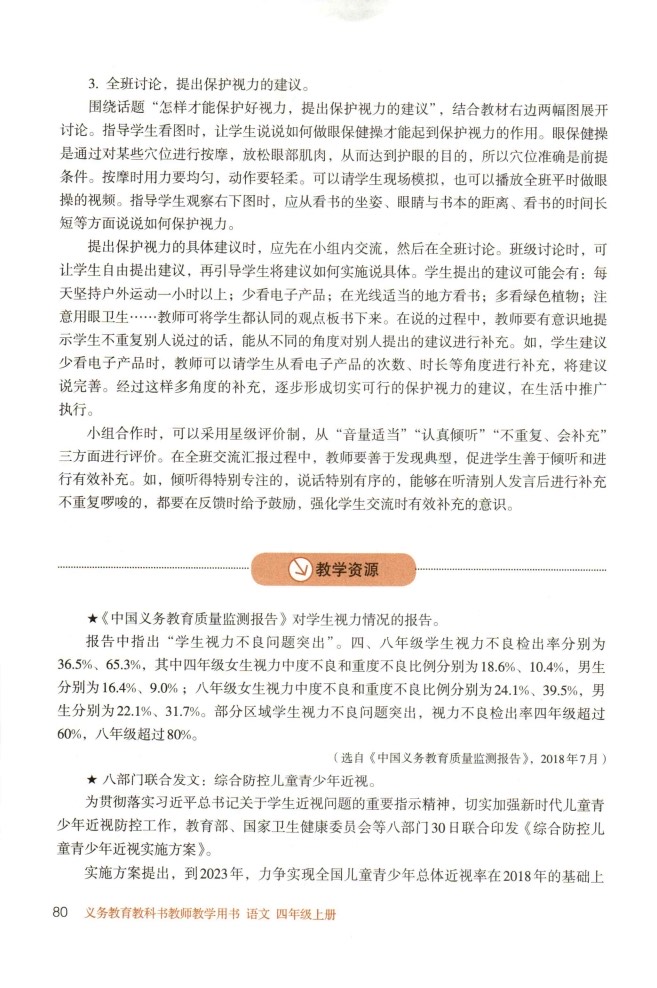 3. 全班讨论，提出保护视力的建议。
围绕话题“怎样才能保护好视力，提出保护视力的建议”，结合教材右边两幅图展开
讨论。指导学生看图时，让学生说说如何做眼保健操才能起到保护视力的作用。眼保健操
是通过对某些穴位进行按摩，放松眼部肌肉，从而达到护眼的目的，所以穴位准确是前提
条件。按摩时用力要均匀，动作要轻柔。可以请学生现场模拟，也可以播放全班平时做眼
操的视频。指导学生观察右下图时，应从看书的坐姿、眼睛与书本的距离、看书的时间长
短等方面说说如何保护视力。
提出保护视力的具体建议时，应先在小组内交流，然后在全班讨论。班级讨论时，可
让学生自由提出建议，再引导学生将建议如何实施说具体。学生提出的建议可能会有：每
天坚持户外运动一小时以上；少看电子产品；在光线适当的地方看书；多看绿色植物；注
意用眼卫生……教师可将学生都认同的观点板书下来。在说的过程中，教师要有意识地提
示学生不重复别人说过的话，能从不同的角度对别人提出的建议进行补充。如，学生建议
少看电子产品时，教师可以请学生从看电子产品的次数、时长等角度进行补充，将建议
说完善。经过这样多角度的补充，逐步形成切实可行的保护视力的建议，在生活中推广
执行。
小组合作时，可以采用星级评价制，从“音量适当”“认真倾听”“不重复、会补充”
三方面进行评价。在全班交流汇报过程中，教师要善于发现典型，促进学生善于倾听和进
行有效补充。如，倾听得特别专注的，说话特别有序的，能够在听清别人发言后进行补充
不重复啰唆的，都要在反馈时给予鼓励，强化学生交流时有效补充的意识。
教学资源
★《中国义务教育质量监测报告》对学生视力情况的报告。
报告中指出“学生视力不良问题突出”。四、八年级学生视力不良检出率分别为
36.5%、65.3%，其中四年级女生视力中度不良和重度不良比例分别为18.6%、10.4%，男生
分别为16.4%、9.0%；八年级女生视力中度不良和重度不良比例分别为24.1%、39.5%，男
生分别为22.1%、31.7%。部分区域学生视力不良问题突出，视力不良检出率四年级超过
60%，八年级超过80%。
（选自《中国义务教育质量监测报告》，2018年7月）
★ 八部门联合发文：综合防控儿童青少年近视。
为贯彻落实习近平总书记关于学生近视问题的重要指示精神，切实加强新时代儿童青
少年近视防控工作，教育部、国家卫生健康委员会等八部门30日联合印发《综合防控儿
童青少年近视实施方案》。
实施方案提出，到2023年，力争实现全国儿童青少年总体近视率在2018年的基础上
80 义务教育教科书教师教学用书 语文 四年级上册